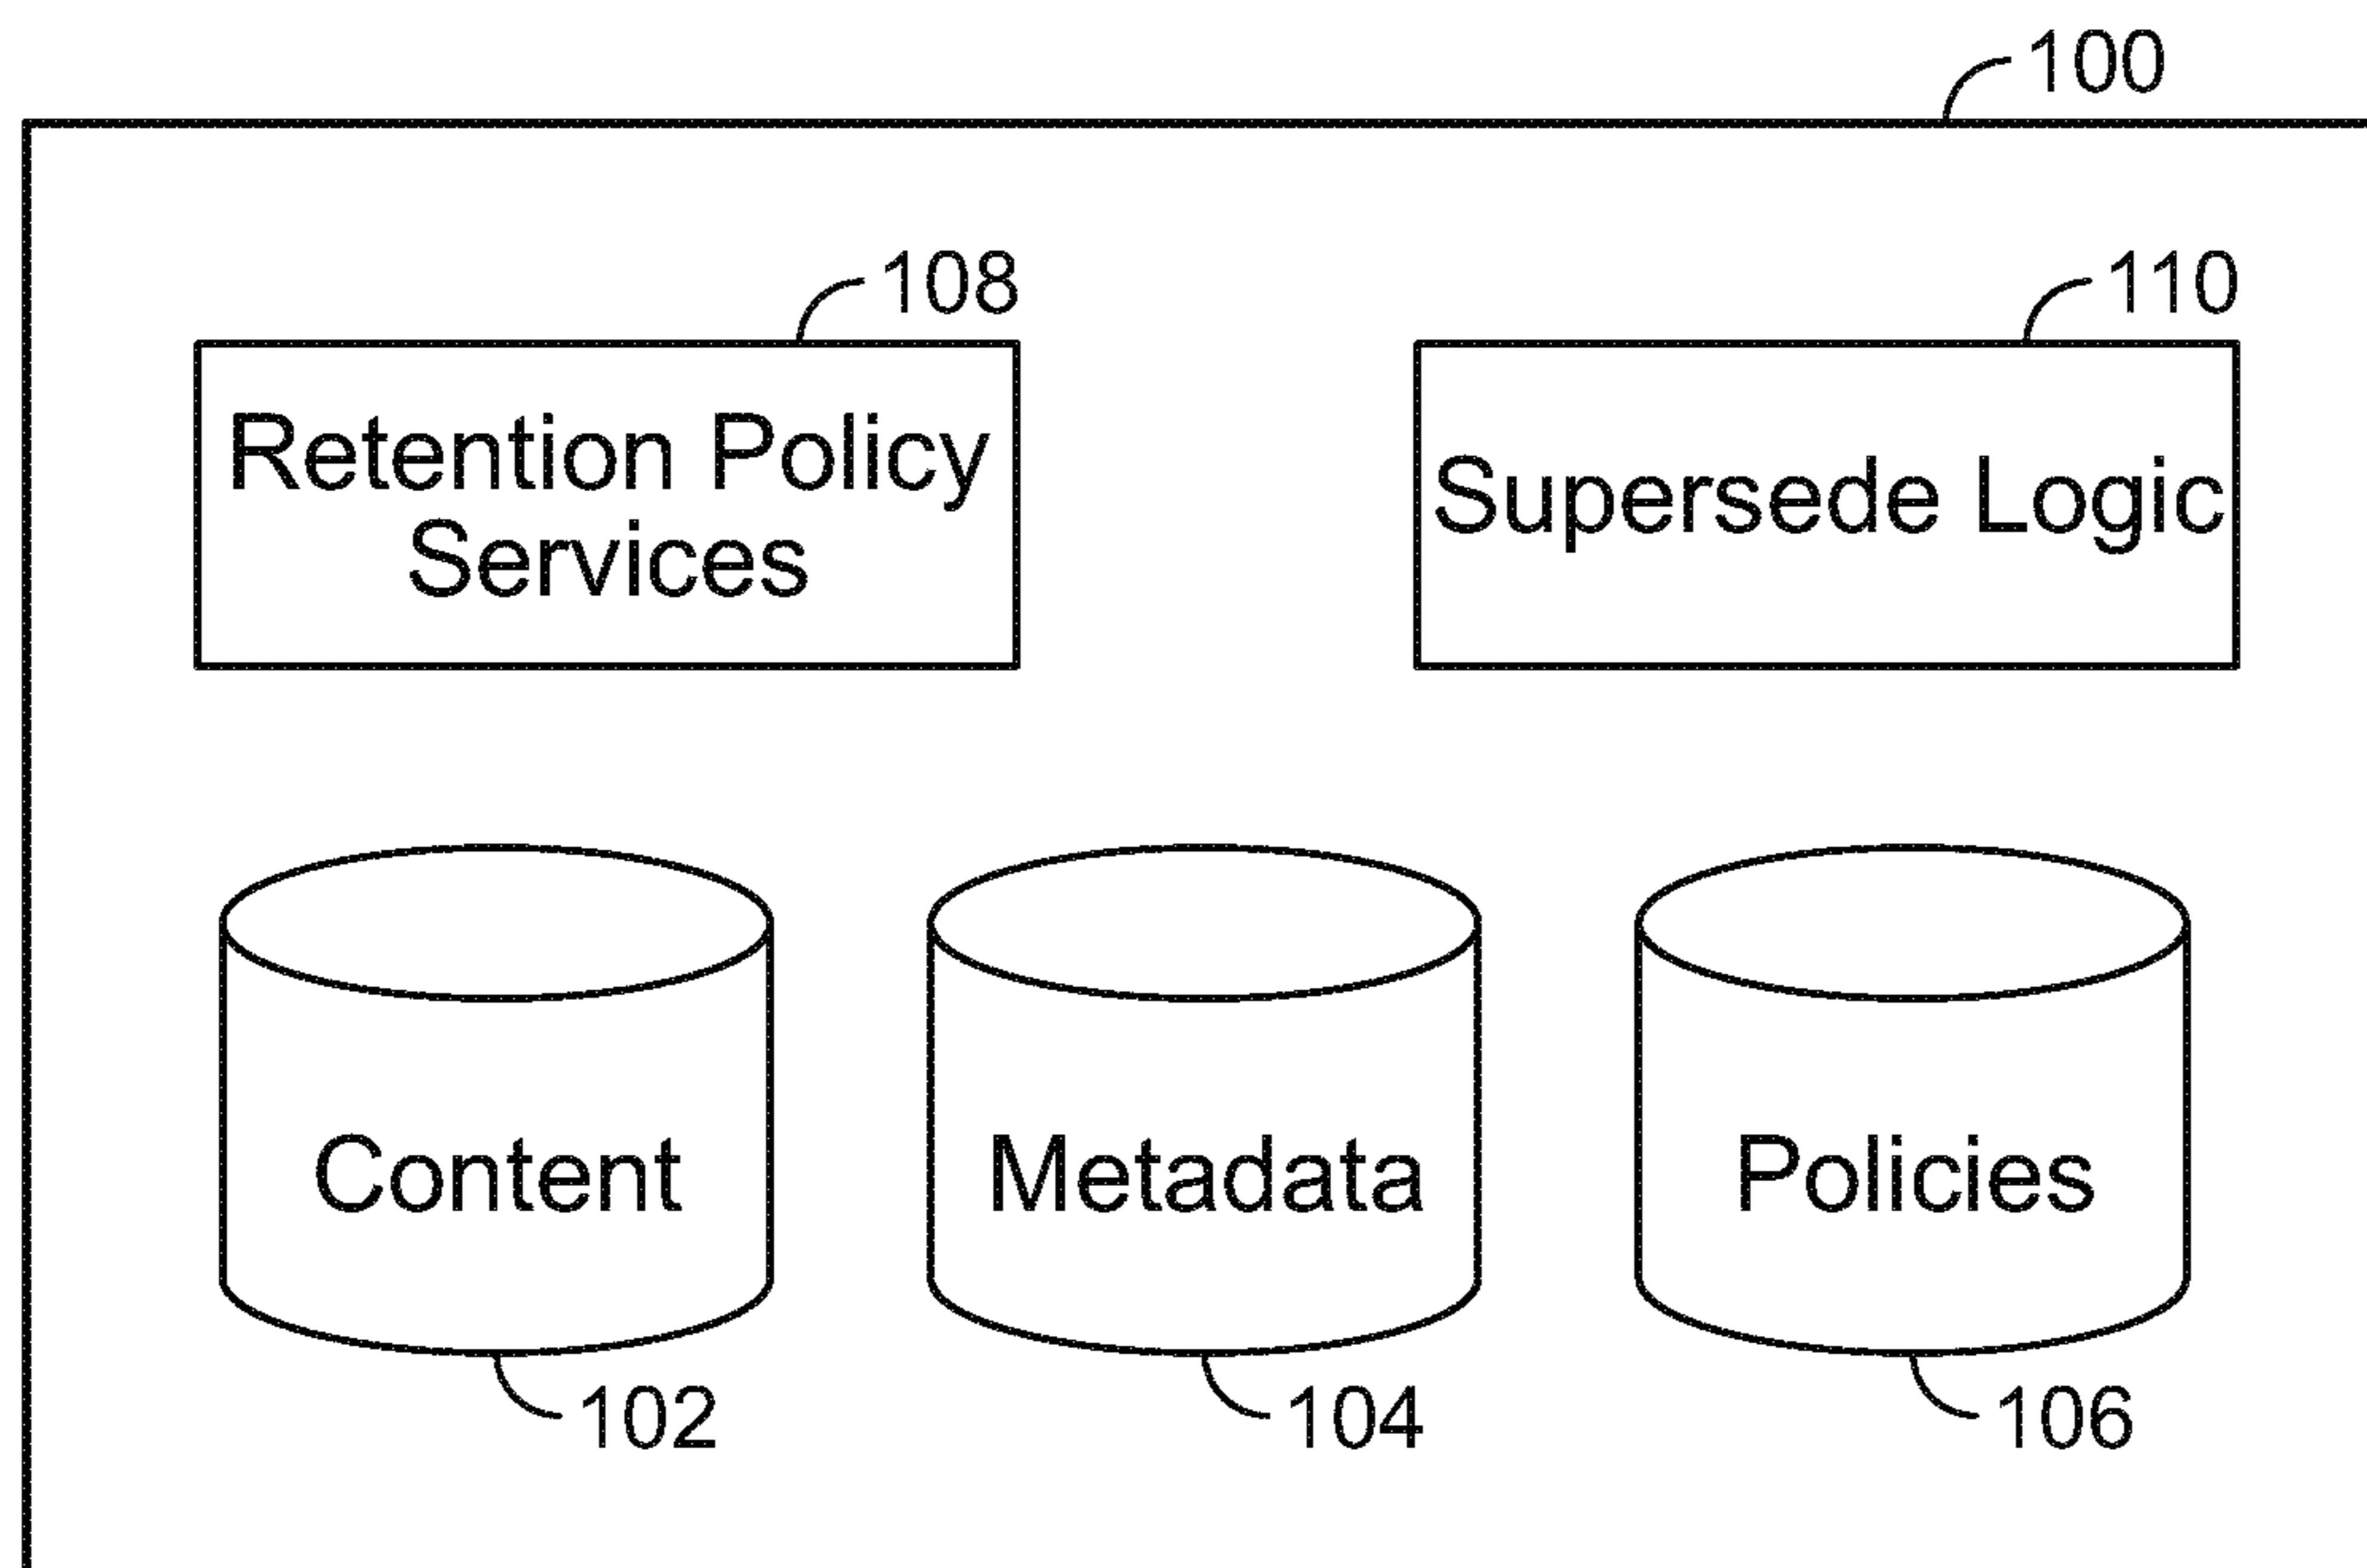 100
108
110
Retention Policy
Services
Supersede Logic
Content
Metadata
Policies
102
104
106